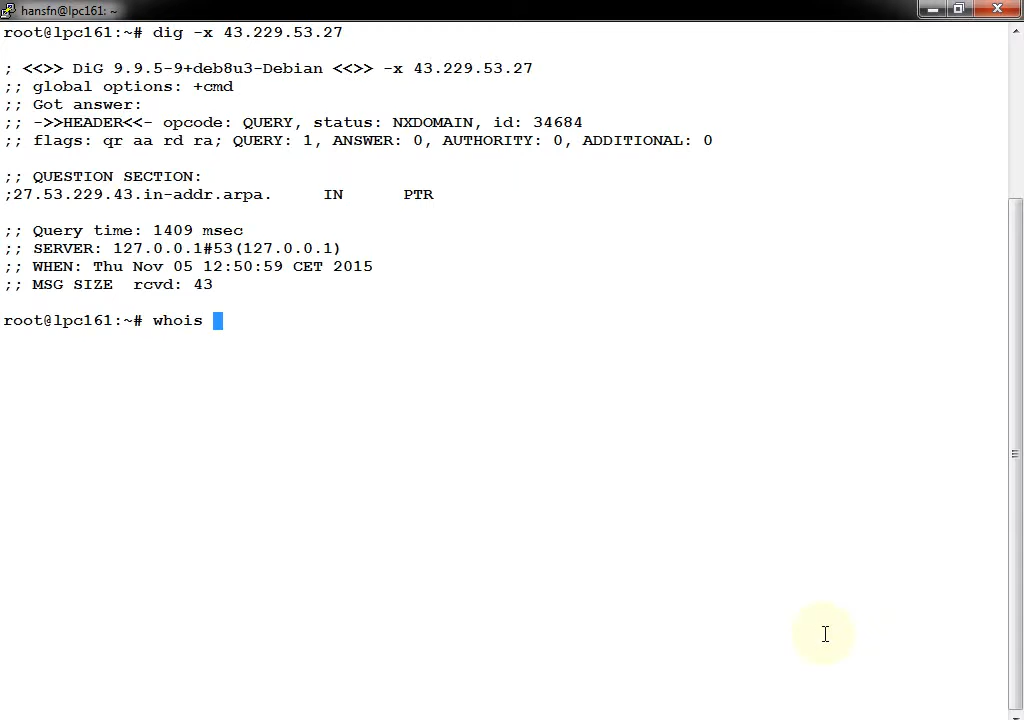 hansfn@lpc161: ~
root@lpc161:~# dig -x 43.229.53.27
; <<>> DiG 9.9.5-9+deb8u3-Debian <<>> -x 43.229.53.27
;; global options: +cmd
;; Got answer:
;; ->>HEADER<<- opcode: QUERY, status: NXDOMAIN, id: 34684
;; flags: qr aa rd ra; QUERY: 1, ANSWER: 0, AUTHORITY: 0, ADDITIONAL: 0
;; QUESTION SECTION:
;27.53.229.43.in-addr.arpa. IN PTR
;; Query time: 1409 msec
;; SERVER: 127.0.0.1#53(127.0.0.1)
;; WHEN: Thu Nov 05 12:50:59 CET 2015
;; MSG SIZE rcvd: 43
root@lpc161:~# whois